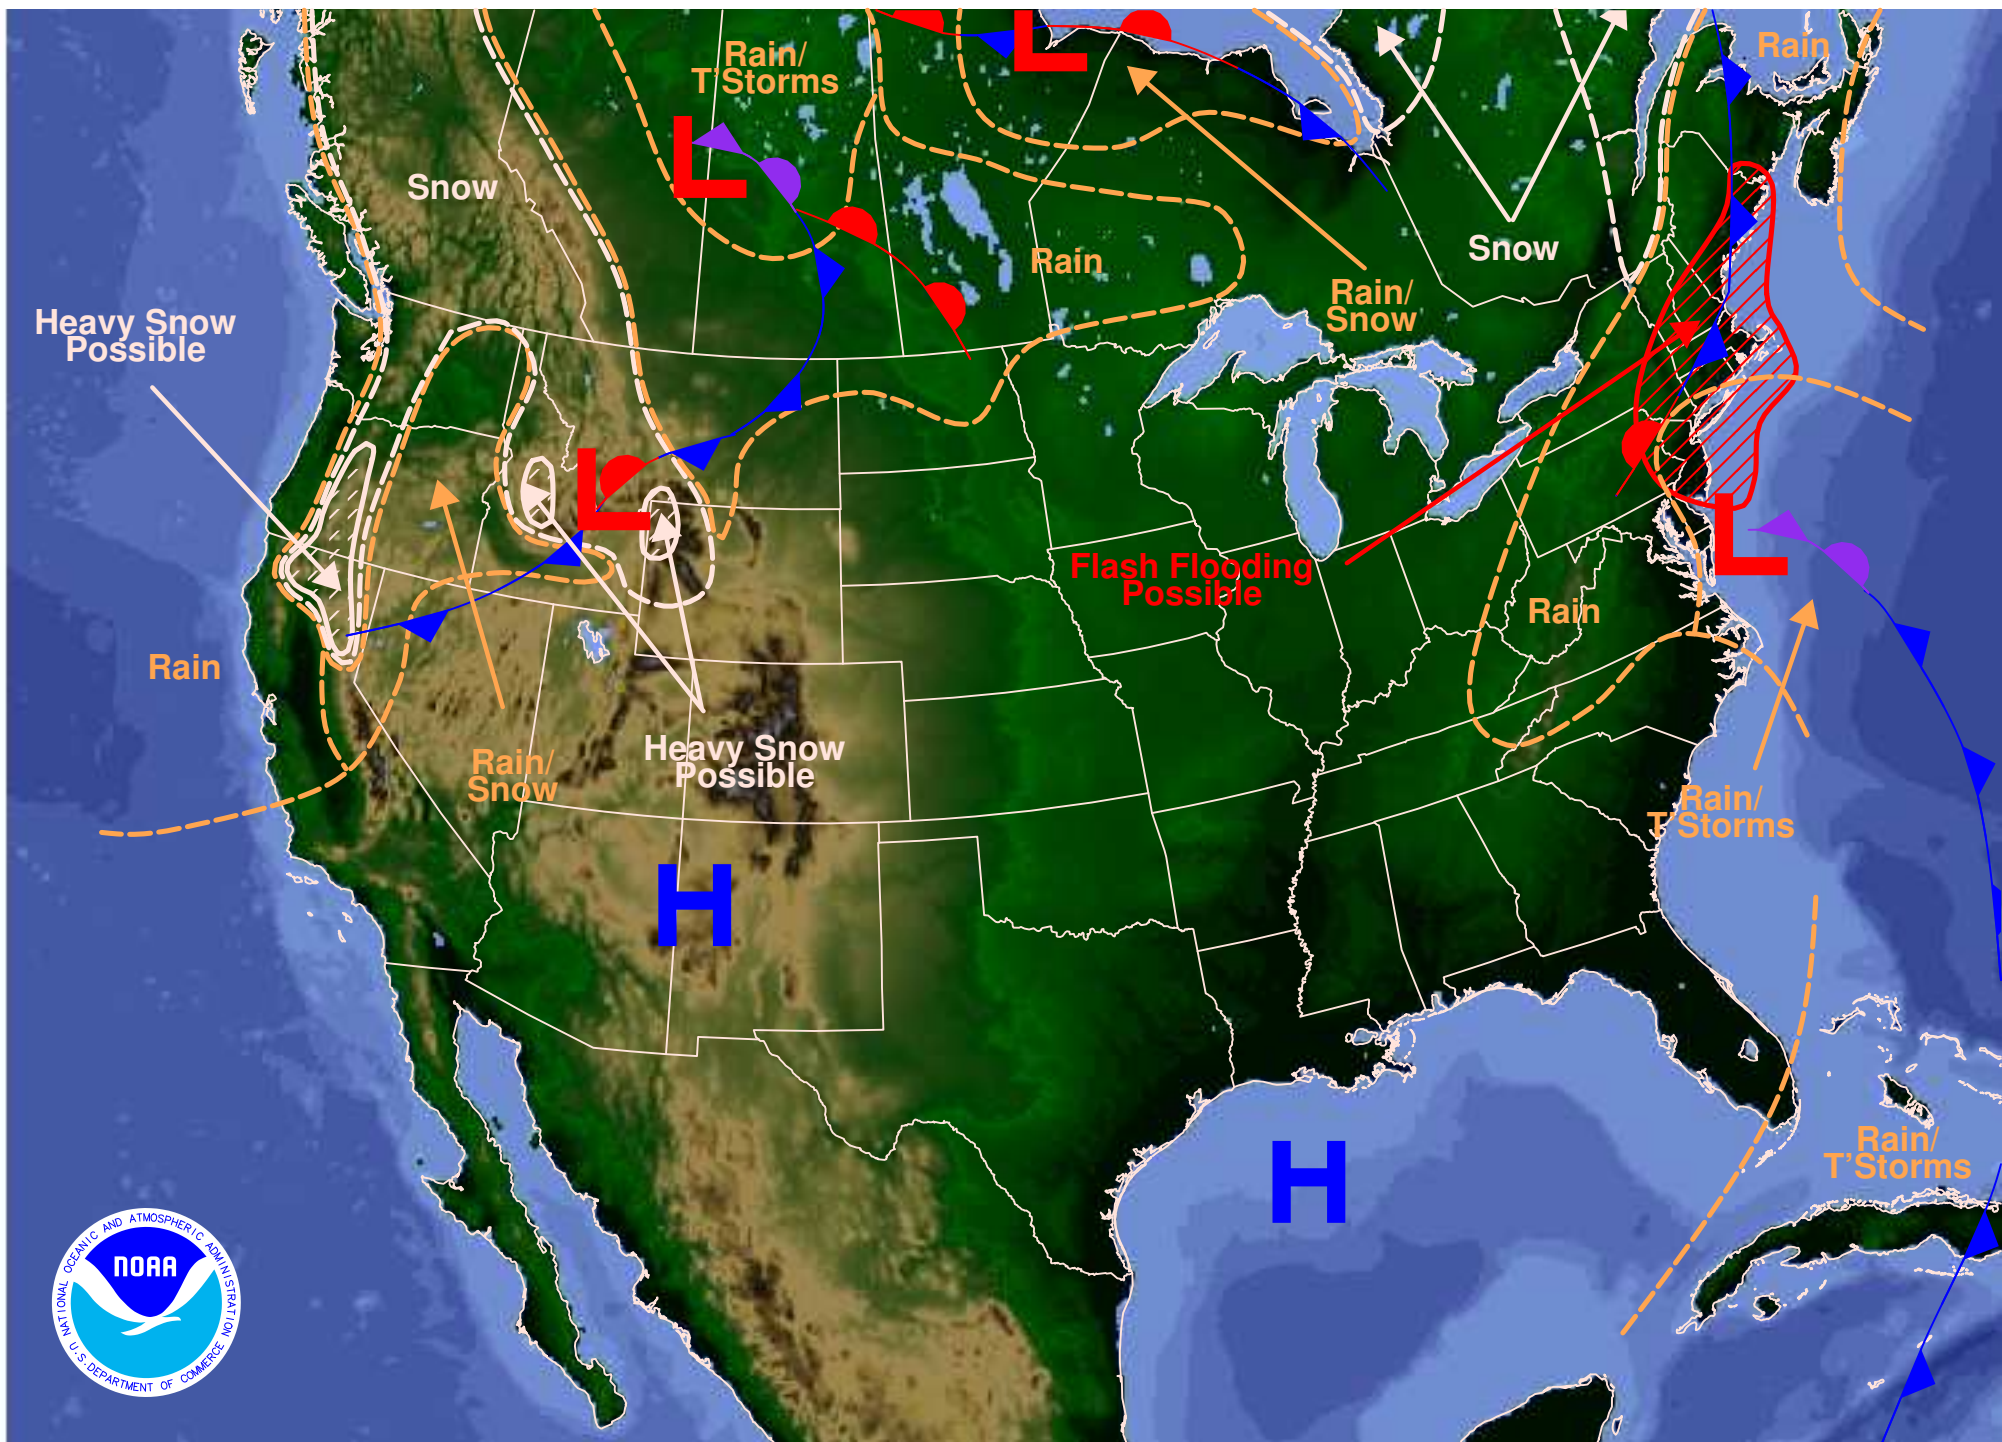 Rain/
T'Storms
L
Rain
L
Snow
Snow
Rain
Rain/
Snow
Heavy Snow
Possible
L
L
Flash Flooding
Possible
Rain
Rain
Rain/
Snow
Heavy Snow
Possible
Rain/
T'Storms
H
H
Rain/
T'Storms
NATIONAL OCEANIC AND ATMOSPHERIC ADMINISTRATION
NOAA
U.S. DEPARTMENT OF COMMERCE